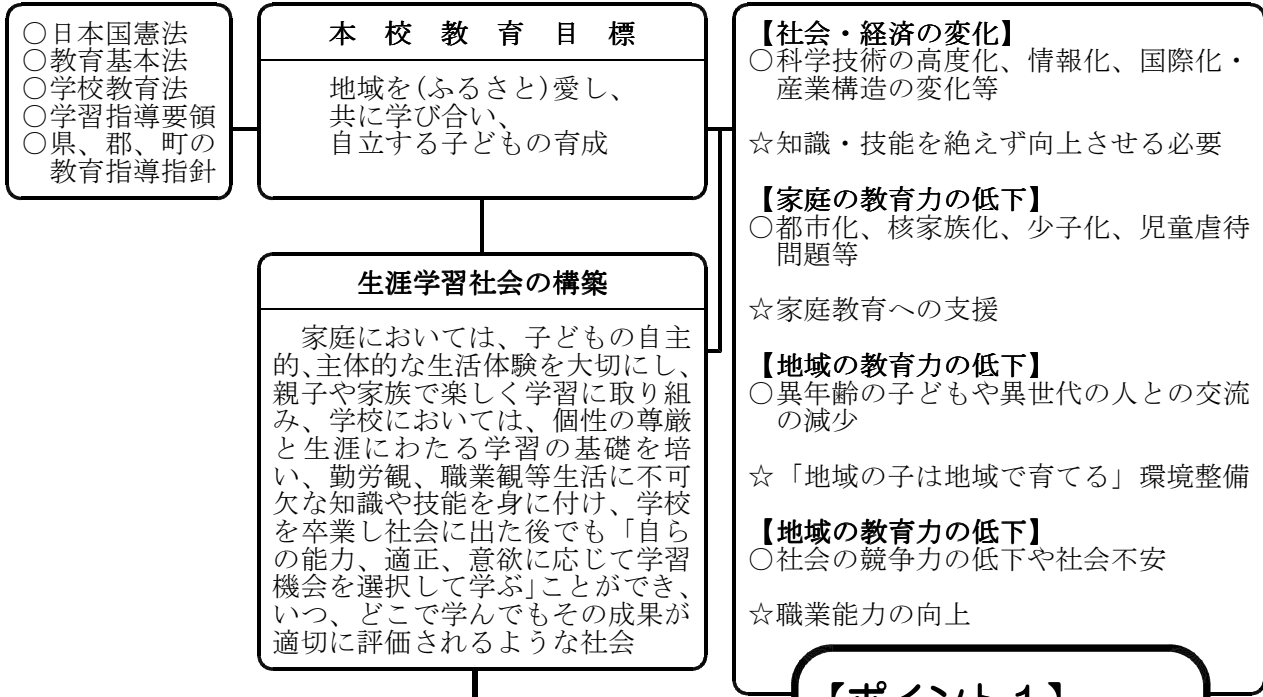 ○日本国憲法
○教育基本法
○学校教育法
○学習指導要領
○県、郡、町の
教育指導指針
本校教育目標
地域を(ふるさと)愛し、
共に学び合い、
自立する子どもの育成
生涯学習社会の構築
家庭においては、子どもの自主
的、主体的な生活体験を大切にし、
親子や家族で楽しく学習に取り組
み、学校においては、個性の尊厳
と生涯にわたる学習の基礎を培
い、勤労観、職業観等生活に不可
欠な知識や技能を身に付け、学校
を卒業し社会に出た後でも「自ら
の能力、適正、意欲に応じて学習
機会を選択して学ぶ」ことができ、
いつ、どこで学んでもその成果が
適切に評価されるような社会
【社会・経済の変化】
○科学技術の高度化、情報化、国際化・
産業構造の変化等
☆知識・技能を絶えず向上させる必要
【家庭の教育力の低下】
○都市化、核家族化、少子化、児童虐待
問題等
☆家庭教育への支援
【地域の教育力の低下】
○異年齢の子どもや異世代の人との交流
の減少
☆「地域の子は地域で育てる」環境整備
【地域の教育力の低下】
○社会の競争力の低下や社会不安
☆職業能力の向上
【ポイント1】